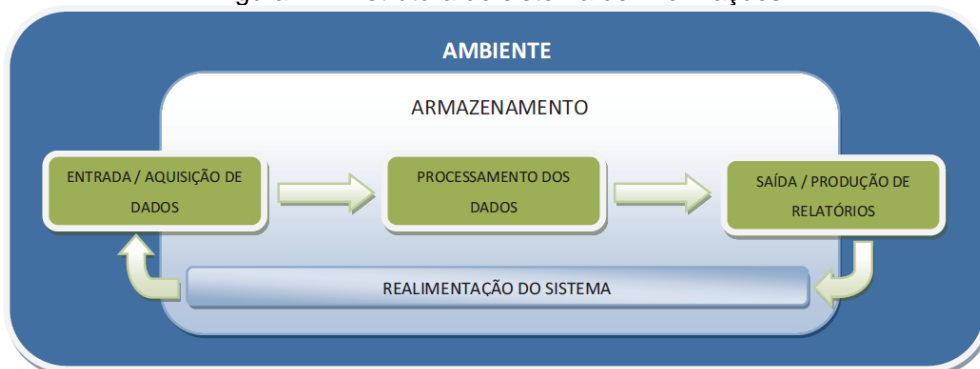 AMBIENTE
ARMAZENAMENTO
ENTRADA / AQUISIÇÃO DE
DADOS
PROCESSAMENTO DOS
DADOS
SAÍDA / PRODUÇÃO DE
RELATÓRIOS
REALIMENTAÇÃO DO SISTEMA